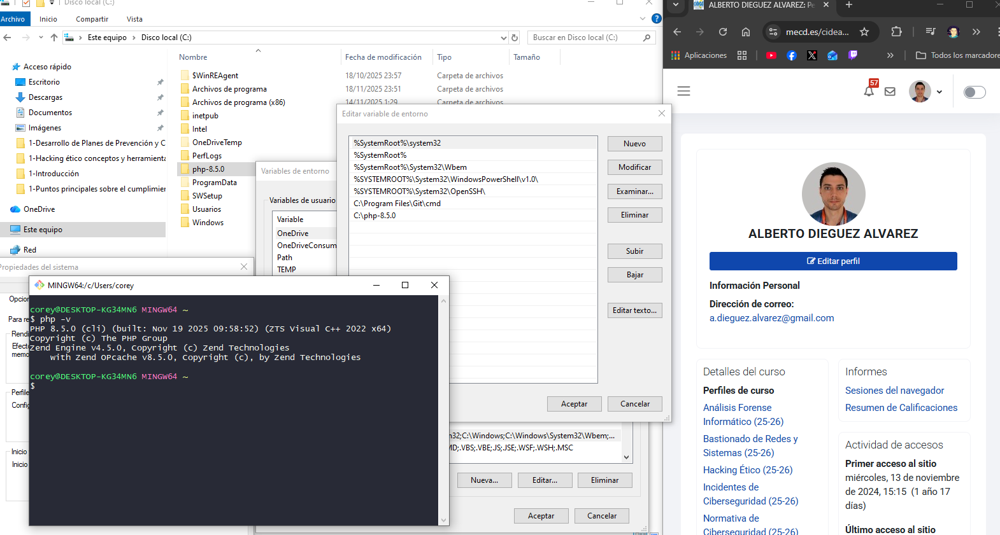 Disco local (C:)
Archivo
Inicio
Compartir
Vista
Este equipo
Disco local (C:)
Buscar en Disco local (C:)
Nombre
Fecha de modificación
Tipo
Tamaño
Acceso rápido
Escritorio
Descargas
Documentos
Imágenes
1-Desarrollo de Planes de Prevención y C
1-Hacking ético conceptos y herramienta
1-Introducción
1-Puntos principales sobre el cumplimier
OneDrive
Este equipo
Red
$WinREAgent 18/10/2025 23:57 Carpeta de archivos
Archivos de programa 18/11/2025 23:51 Carpeta de archivos
Archivos de programa (x86) 14/11/2025 1:29 Carpeta de archivos
inetpub
Intel
OneDriveTemp
PerfLogs
php-8.5.0
ProgramData
SWSetup
Usuarios
Windows
Variables de entorno
Variables de usuario
Variable
OneDrive
OneDriveConsum
Path
TEMP
Editar variable de entorno
%SystemRoot%\system32
%SystemRoot%
%SystemRoot%\System32\Wbem
%SYSTEMROOT%\System32\WindowsPowerShell\v1.0\
%SYSTEMROOT%\System32\OpenSSH\
C:\Program Files\Git\cmd
C:\php-8.5.0
Nuevo
Modificar
Examinar...
Eliminar
Subir
Bajar
Editar texto...
Aceptar
Cancelar
m32;C:\Windows;C:\Windows\System32\Wbem;...
MD;.VBS;.VBE;.JS;.JSE;.WSF;.WSH;.MSC
Nueva...
Editar...
Eliminar
Aceptar
Cancelar
Propiedades del sistema
Opcion
Para re
Rendi
Efecto
memo
Perfile
Config
Inicio
Inicio
MINGW64:/c/Users/corey
corey@DESKTOP-KG34MN6 MINGW64 ~
$ php -v
PHP 8.5.0 (cli) (built: Nov 19 2025 09:58:52) (ZTS Visual C++ 2022 x64)
Copyright (c) The PHP Group
Zend Engine v4.5.0, Copyright (c) Zend Technologies
with Zend OPcache v8.5.0, Copyright (c), by Zend Technologies
corey@DESKTOP-KG34MN6 MINGW64 ~
$
ALBERTO DIEGUEZ ALVAREZ: Pe
mecd.es/cidea...
Aplicaciones
Todos los marcadore
57
ALBERTO DIEGUEZ ALVAREZ
Editar perfil
Información Personal
Dirección de correo:
a.dieguez.alvarez@gmail.com
Detalles del curso
Perfiles de curso
Análisis Forense
Informático (25-26)
Bastionado de Redes y
Sistemas (25-26)
Hacking Ético (25-26)
Incidentes de
Ciberseguridad (25-26)
Normativa de
Ciberseguridad (25-26)
Informes
Sesiones del navegador
Resumen de Calificaciones
Actividad de accesos
Primer acceso al sitio
miércoles, 13 de noviembre
de 2024, 15:15 (1 año 17
días)
Último acceso al sitio